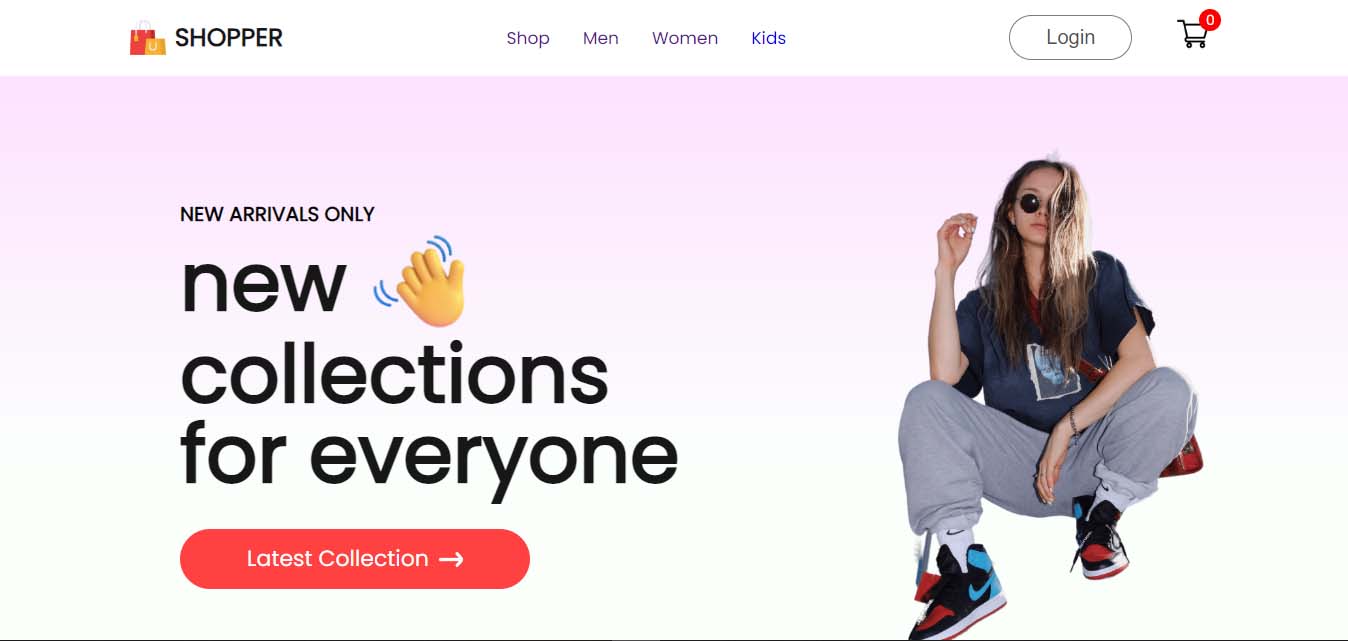 SHOPPER
Shop Men Women Kids
Login
0
NEW ARRIVALS ONLY
new
collections
for everyone
Latest Collection →